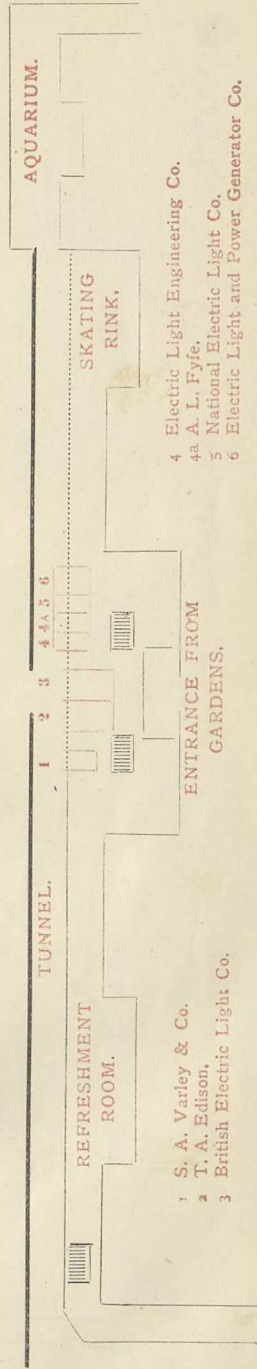 AQUARIUM.
TUNNEL.
1 2 3 4 4A 5 6
SKATING
RINK.
REFRESHMENT
ROOM.
ENTRANCE FROM
GARDENS.
1 S. A. Varley & Co.
2 T. A. Edison.
3 British Electric Light Co.
4 Electric Light Engineering Co.
4a A. L. Fyfe.
5 National Electric Light Co.
6 Electric Light and Power Generator Co.